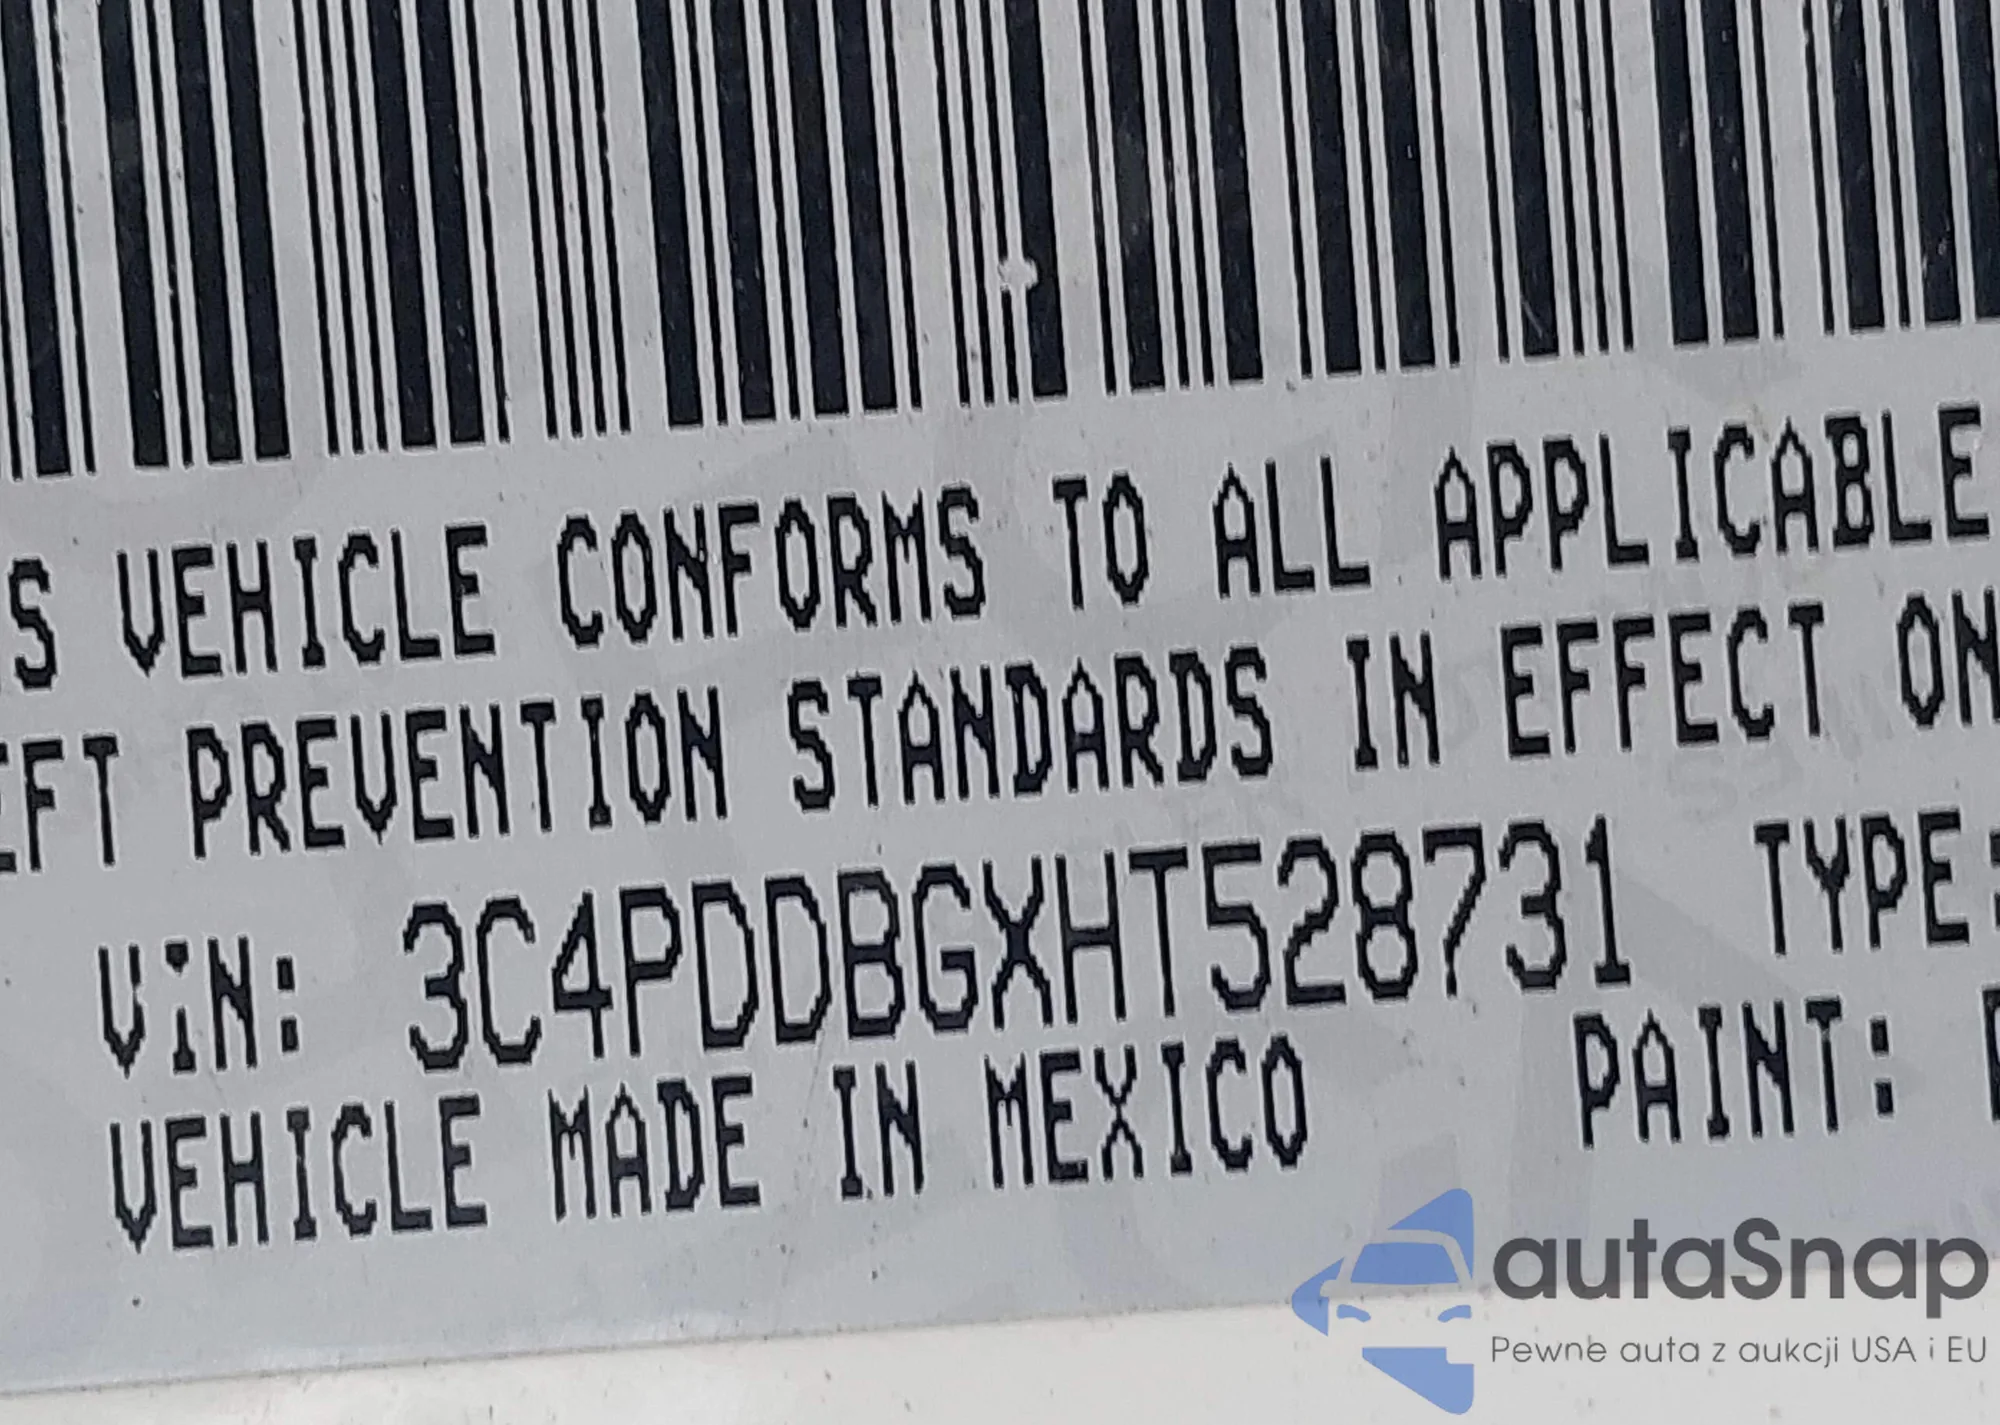 S VEHICLE CONFORMS TO ALL APPLICABLE
EFT PREVENTION STANDARDS IN EFFECT ON
VIN: 3C4PDDBGXHT528731 TYPE:
VEHICLE MADE IN MEXICO PAINT:
autaSnap
Pewne auta z aukcji USA i EU